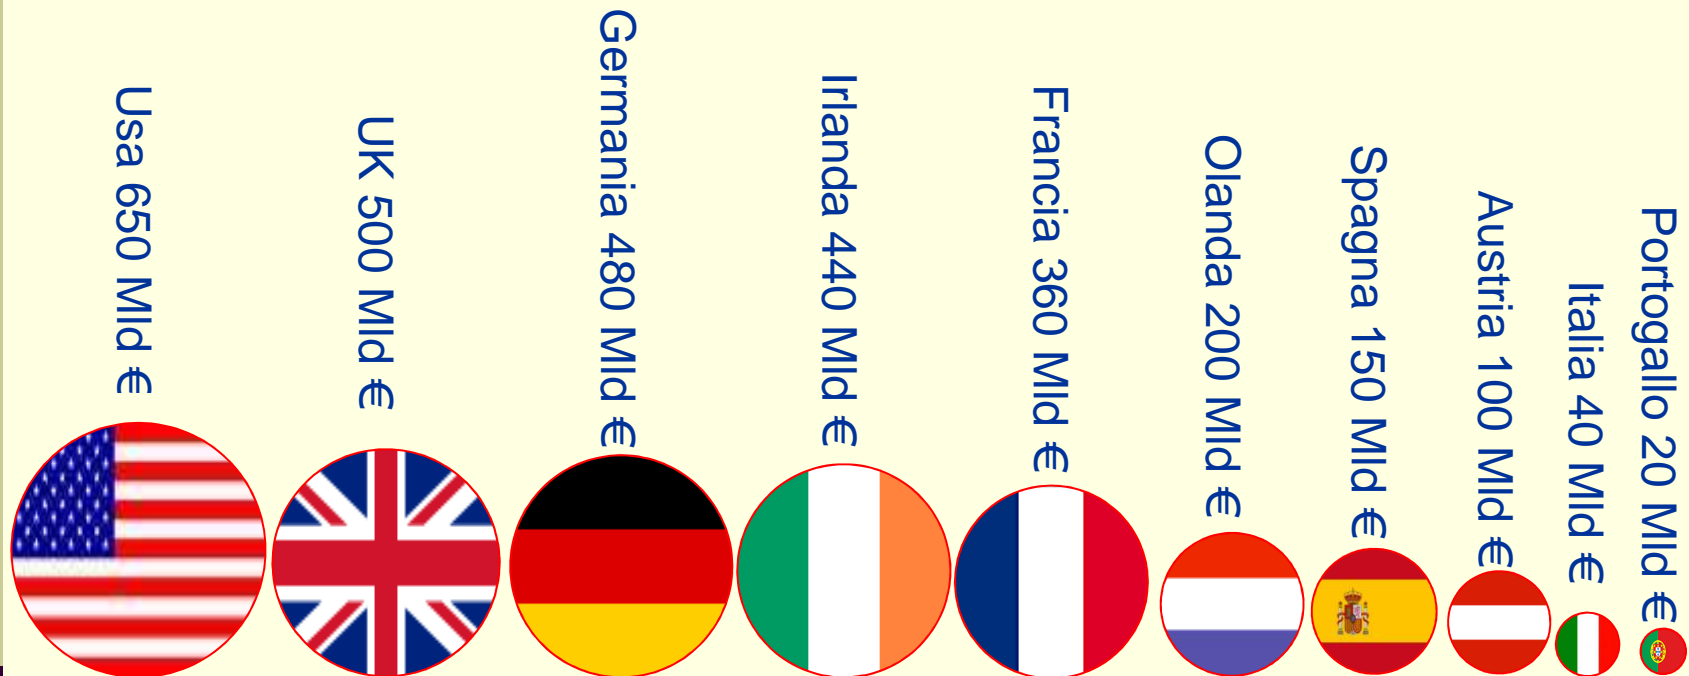 Usa 650 Mld €
UK 500 Mld €
Germania 480 Mld €
Irlanda 440 Mld €
Francia 360 Mld €
Olanda 200 Mld €
Spagna 150 Mld €
Austria 100 Mld €
Italia 40 Mld €
Portogallo 20 Mld €